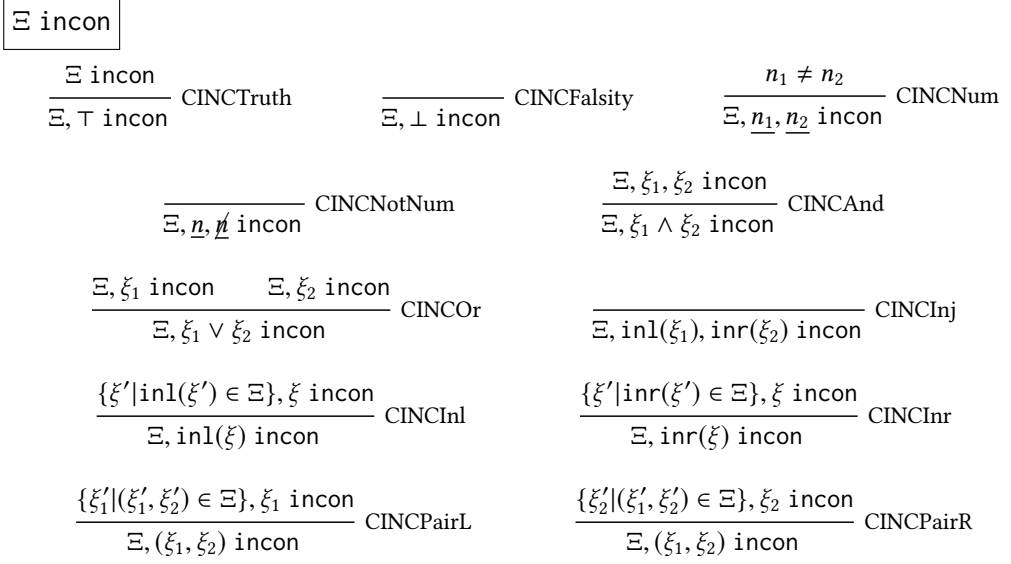 Ξ incon
Ξ incon
Ξ, ⊤ incon
CINCTruth
Ξ, ⊥ incon
CINCFalsity
n₁ ≠ n₂
Ξ, n̲₁, n̲₂ incon
CINCNum
Ξ, n̲, n̸̲ incon
CINCNotNum
Ξ, ξ₁, ξ₂ incon
Ξ, ξ₁ ∧ ξ₂ incon
CINCAnd
Ξ, ξ₁ incon Ξ, ξ₂ incon
Ξ, ξ₁ ∨ ξ₂ incon
CINCOr
Ξ, inl(ξ₁), inr(ξ₂) incon
CINCInj
{ξ′|inl(ξ′) ∈ Ξ}, ξ incon
Ξ, inl(ξ) incon
CINCInl
{ξ′|inr(ξ′) ∈ Ξ}, ξ incon
Ξ, inr(ξ) incon
CINCInr
{ξ′₁|(ξ′₁, ξ′₂) ∈ Ξ}, ξ₁ incon
Ξ, (ξ₁, ξ₂) incon
CINCPairL
{ξ′₂|(ξ′₁, ξ′₂) ∈ Ξ}, ξ₂ incon
Ξ, (ξ₁, ξ₂) incon
CINCPairR